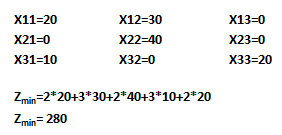 X11=20 X12=30 X13=0
X21=0 X22=40 X23=0
X31=10 X32=0 X33=20
Zmin=2*20+3*30+2*40+3*10+2*20
Zmin= 280